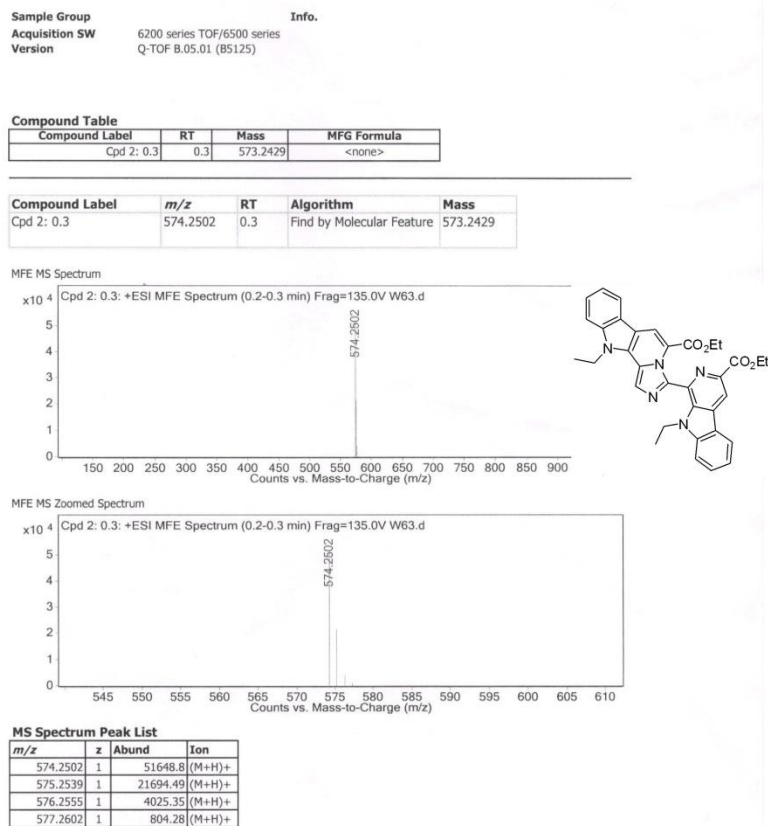 Sample Group Info.
Acquisition SW 6200 series TOF/6500 series
Version Q-TOF B.05.01 (B5125)
Compound Table
Compound Label RT Mass MFG Formula
Cpd 2: 0.3 0.3 573.2429 <none>
Compound Label m/z RT Algorithm Mass
Cpd 2: 0.3 574.2502 0.3 Find by Molecular Feature 573.2429
MFE MS Spectrum
x10 4 Cpd 2: 0.3: +ESI MFE Spectrum (0.2-0.3 min) Frag=135.0V W63.d
574.2502
5
4
3
2
1
0
150 200 250 300 350 400 450 500 550 600 650 700 750 800 850 900
Counts vs. Mass-to-Charge (m/z)
CO₂Et
N
N
CO₂Et
N
N
N
N
MFE MS Zoomed Spectrum
x10 4 Cpd 2: 0.3: +ESI MFE Spectrum (0.2-0.3 min) Frag=135.0V W63.d
574.2502
5
4
3
2
1
0
545 550 555 560 565 570 575 580 585 590 595 600 605 610
Counts vs. Mass-to-Charge (m/z)
MS Spectrum Peak List
m/z z Abund Ion
574.2502 1 51648.8 (M+H)+
575.2539 1 21694.49 (M+H)+
576.2555 1 4025.35 (M+H)+
577.2602 1 804.28 (M+H)+